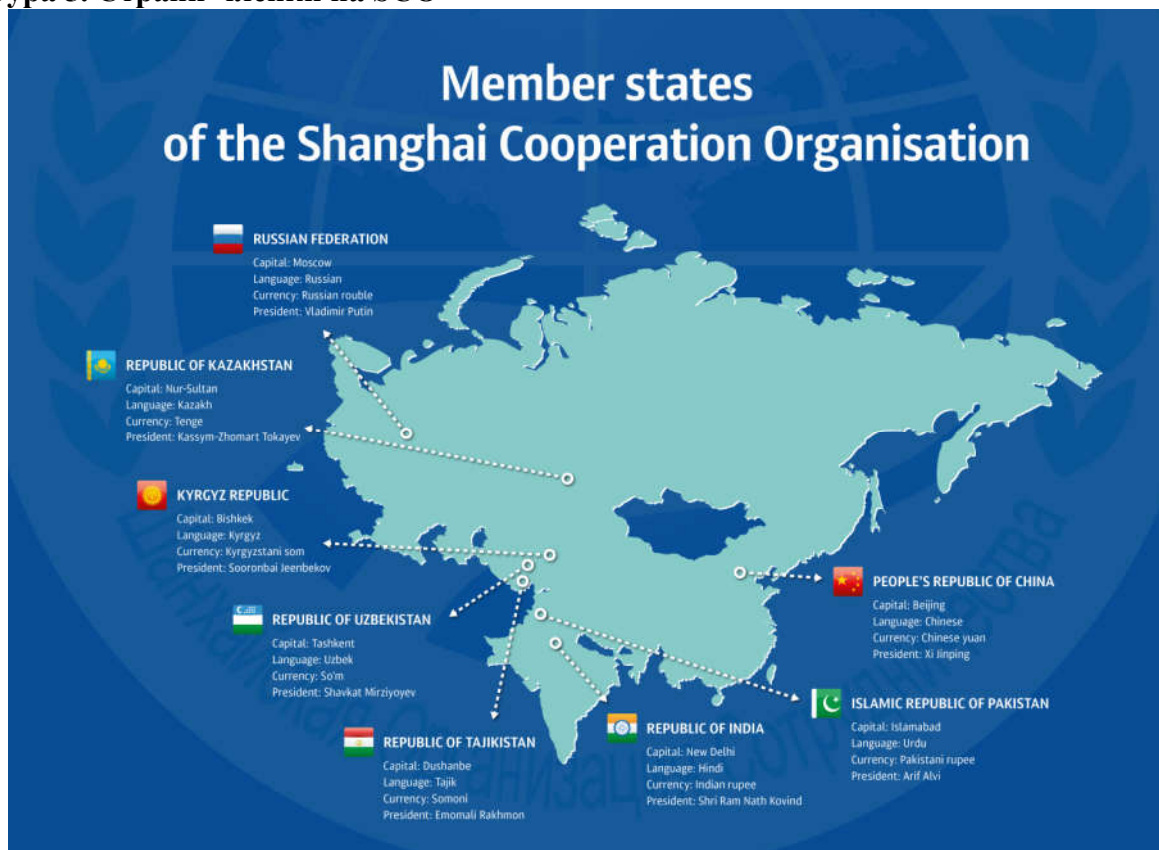 Member states
of the Shanghai Cooperation Organisation
RUSSIAN FEDERATION
Capital: Moscow
Language: Russian
Currency: Russian rouble
President: Vladimir Putin
REPUBLIC OF KAZAKHSTAN
Capital: Nur-Sultan
Language: Kazakh
Currency: Tenge
President: Kassym-Zhomart Tokayev
KYRGYZ REPUBLIC
Capital: Bishkek
Language: Kyrgyz
Currency: Kyrgyzstani som
President: Sooronbai Jeenbekov
REPUBLIC OF UZBEKISTAN
Capital: Tashkent
Language: Uzbek
Currency: So'm
President: Shavkat Mirziyoyev
REPUBLIC OF TAJIKISTAN
Capital: Dushanbe
Language: Tajik
Currency: Somoni
President: Emomali Rakhmon
REPUBLIC OF INDIA
Capital: New Delhi
Language: Hindi
Currency: Indian rupee
President: Shri Ram Nath Kovind
PEOPLE'S REPUBLIC OF CHINA
Capital: Beijing
Language: Chinese
Currency: Chinese yuan
President: Xi Jinping
ISLAMIC REPUBLIC OF PAKISTAN
Capital: Islamabad
Language: Urdu
Currency: Pakistani rupee
President: Arif Alvi